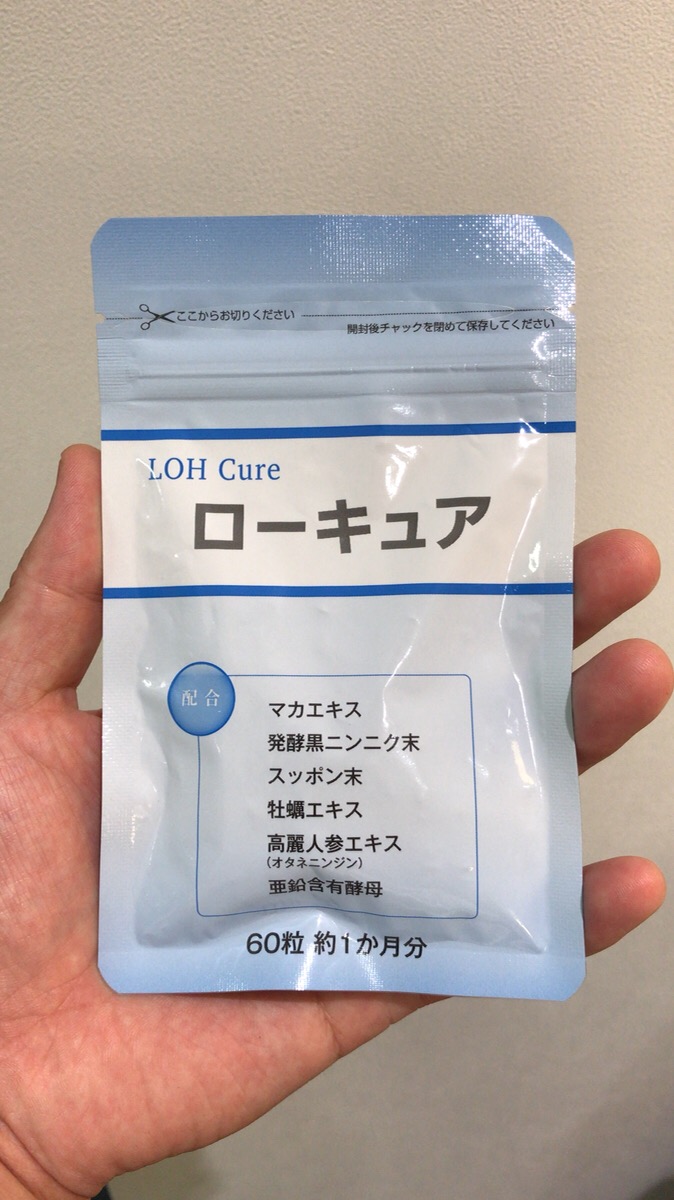 ここからお切りください
開封後チャックを閉めて保存してください
LOH Cure
ローキュア
配合
マカエキス
発酵黒ニンニク末
スッポン末
牡蠣エキス
高麗人参エキス
(オタネニンジン)
亜鉛含有酵母
60粒 約1か月分